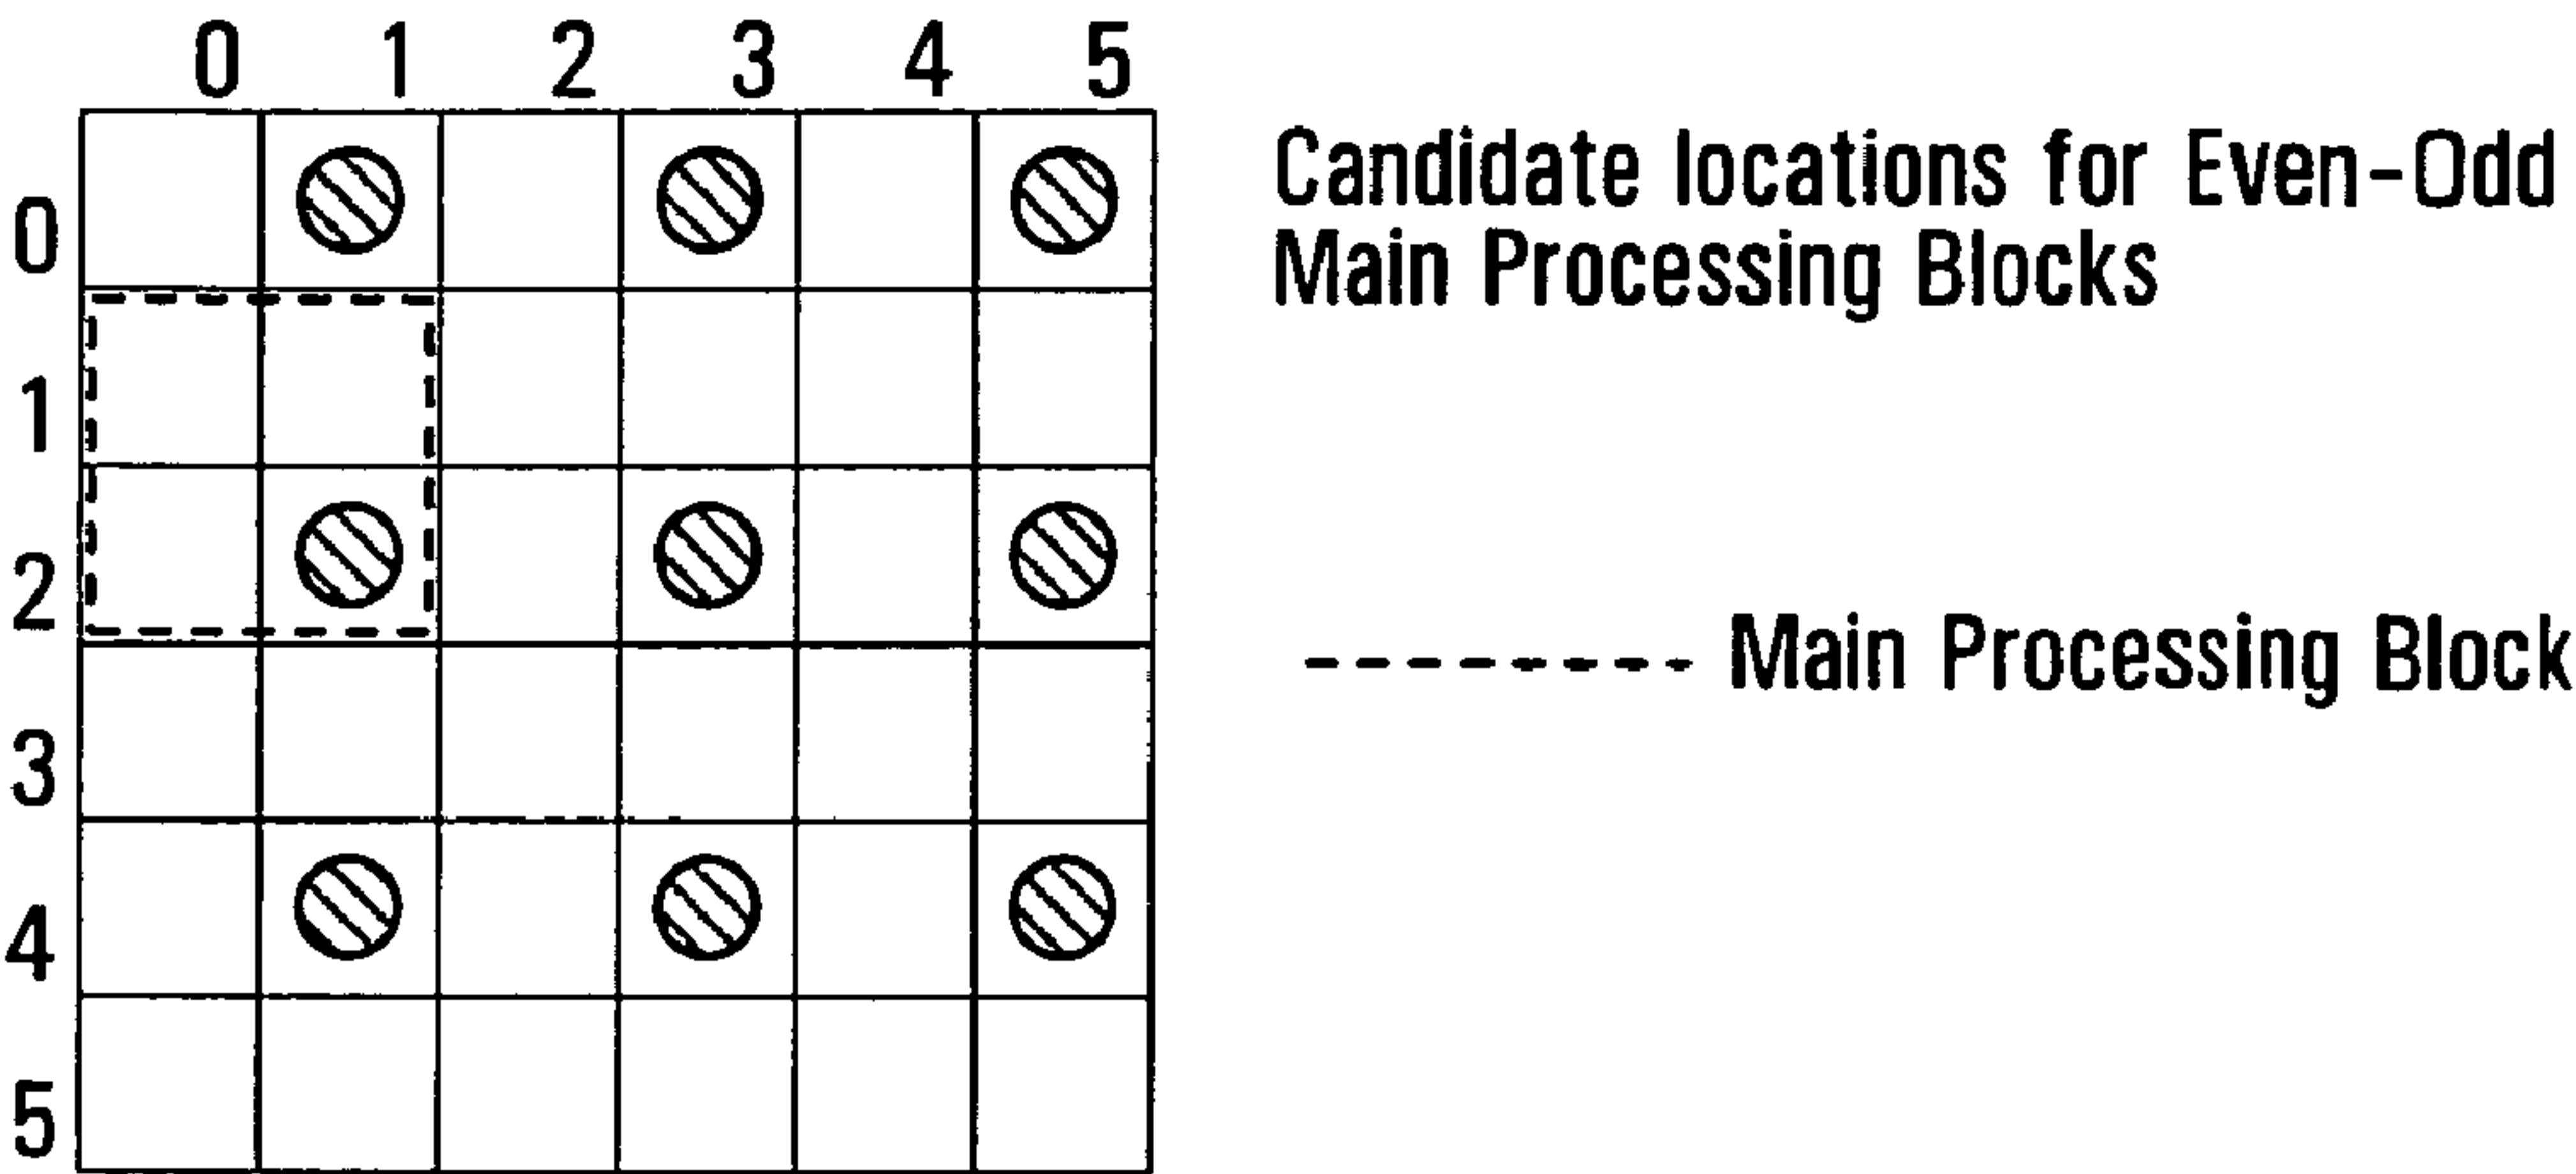 0 1 2 3 4 5
Candidate locations for Even-Odd
Main Processing Blocks
0
1
2
Main Processing Block
3
4
5